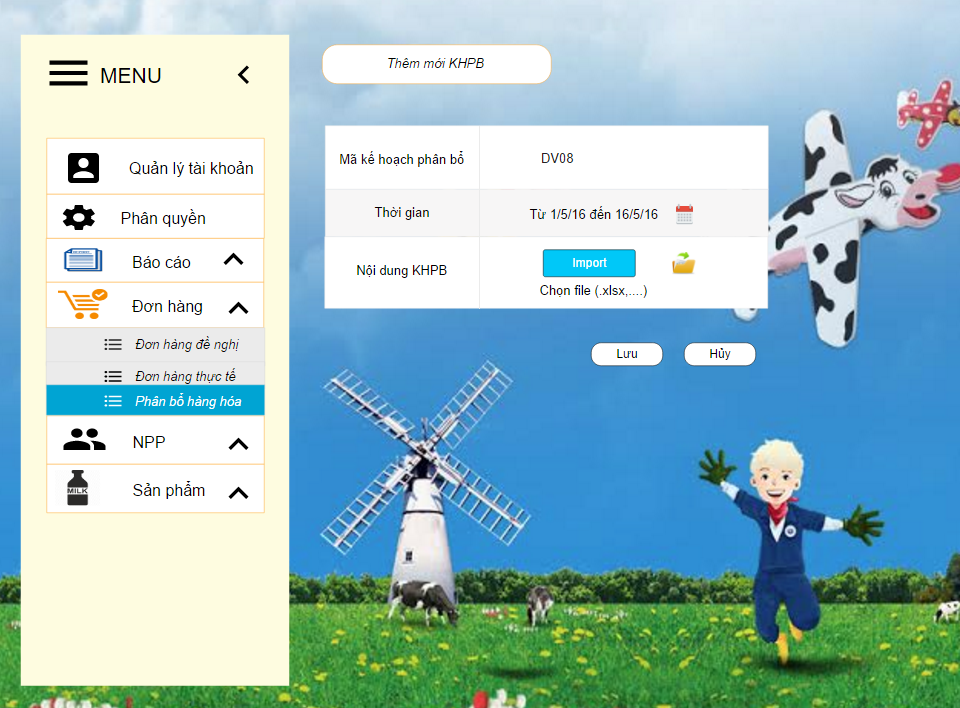 MENU
Quản lý tài khoản
Phân quyền
Báo cáo
Đơn hàng
Đơn hàng đề nghị
Đơn hàng thực tế
Phân bổ hàng hóa
NPP
MILK
Sản phẩm
Thêm mới KHPB
Mã kế hoạch phân bổ
DV08
Thời gian
Từ 1/5/16 đến 16/5/16
Nội dung KHPB
Import
Chọn file (.xlsx,....)
Lưu
Hủy